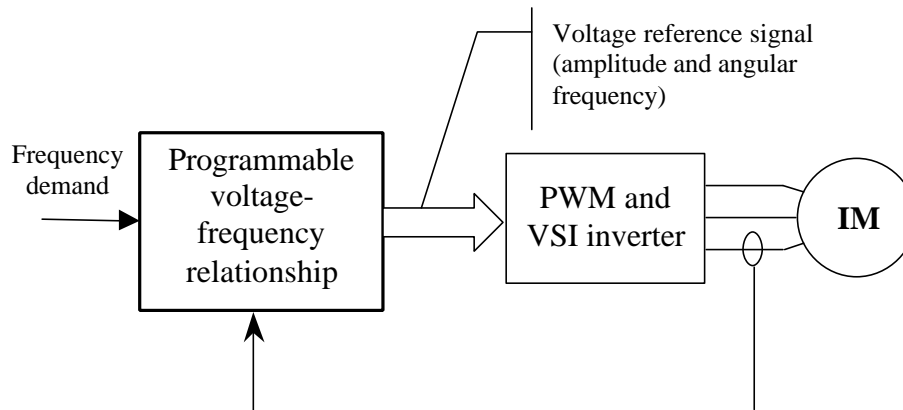 Voltage reference signal
(amplitude and angular
frequency)
Frequency
demand
Programmable
voltage-
frequency
relationship
PWM and
VSI inverter
IM